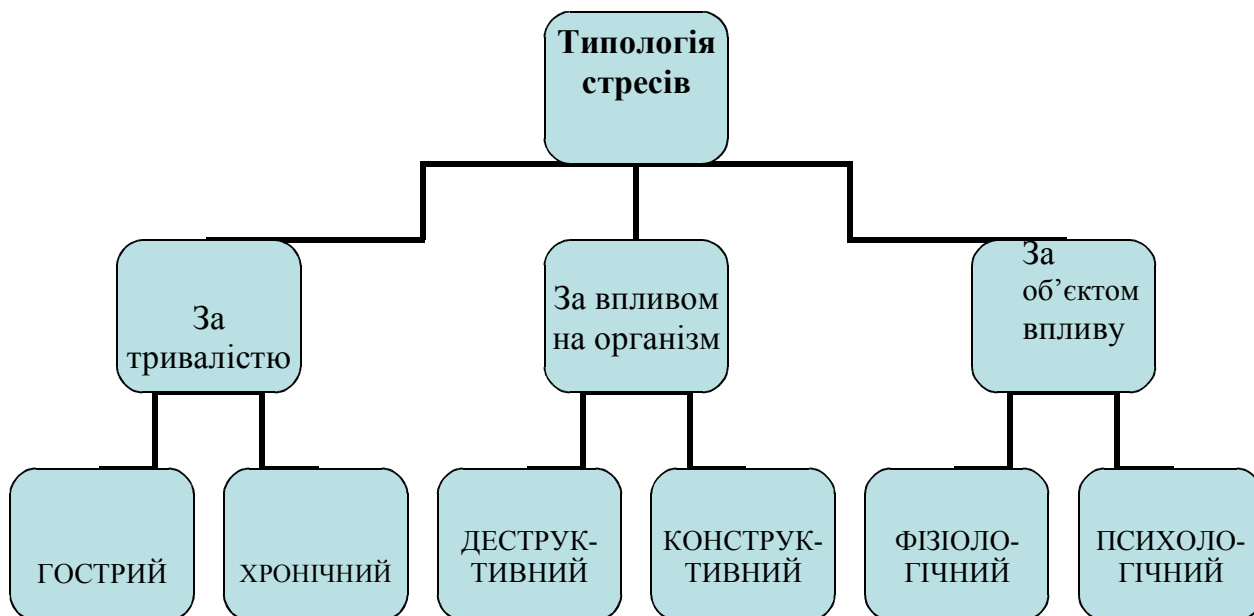 Типологія
стресів
За
тривалістю
За впливом
на організм
За
об’єктом
впливу
ГОСТРИЙ
ХРОНІЧНИЙ
ДЕСТРУК-
ТИВНИЙ
КОНСТРУК-
ТИВНИЙ
ФІЗІОЛО-
ГІЧНИЙ
ПСИХОЛО-
ГІЧНИЙ